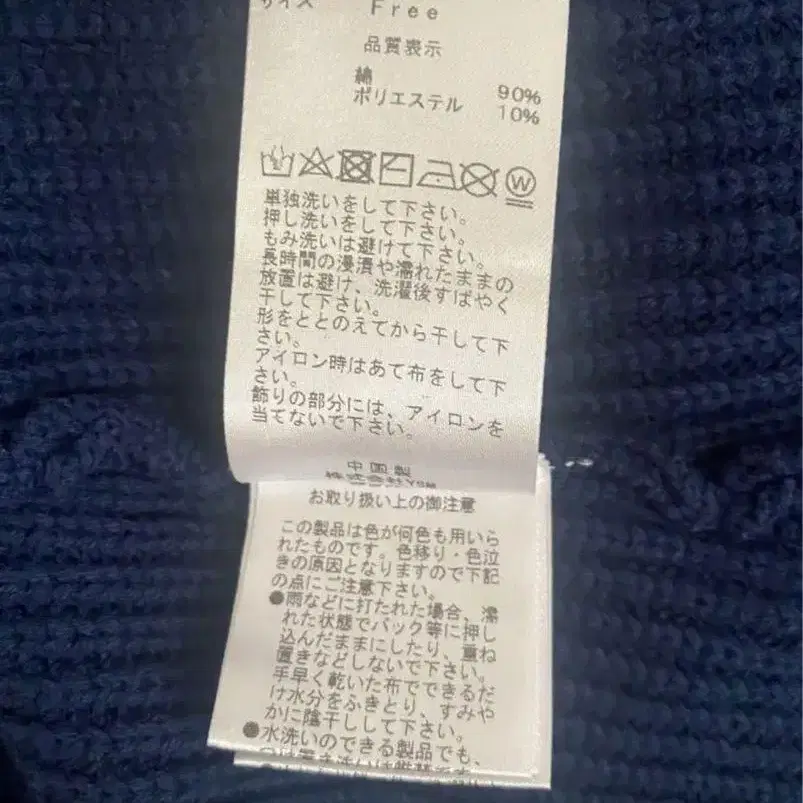 サイズ Free
品質表示
綿 90%
ポリエステル 10%
W
単独洗いをして下さい。
押し洗いをして下さい。
もみ洗いは避けて下さい。
長時間の浸漬や濡れたままの
放置は避け、洗濯後すばやく
干して下さい。
形をととのえてから干して下
さい。
アイロン時はあて布をして下
さい。
飾りの部分には、アイロンを
当てないで下さい。
中国製
株式会社
お取り扱い上の御注意
この製品は色が何色も用いら
れたものです。色移り・色泣
きの原因となりますので下記
の点にご注意下さい。
●雨などに打たれた場合、濡
れた状態でバック等に押し
込んだままにしたり、重ね
置きなどしないで下さい。
手早く乾いた布でできるだ
け水分をふきとり、すみや
かに陰干しして下さい。
●水洗いのできる製品でも、